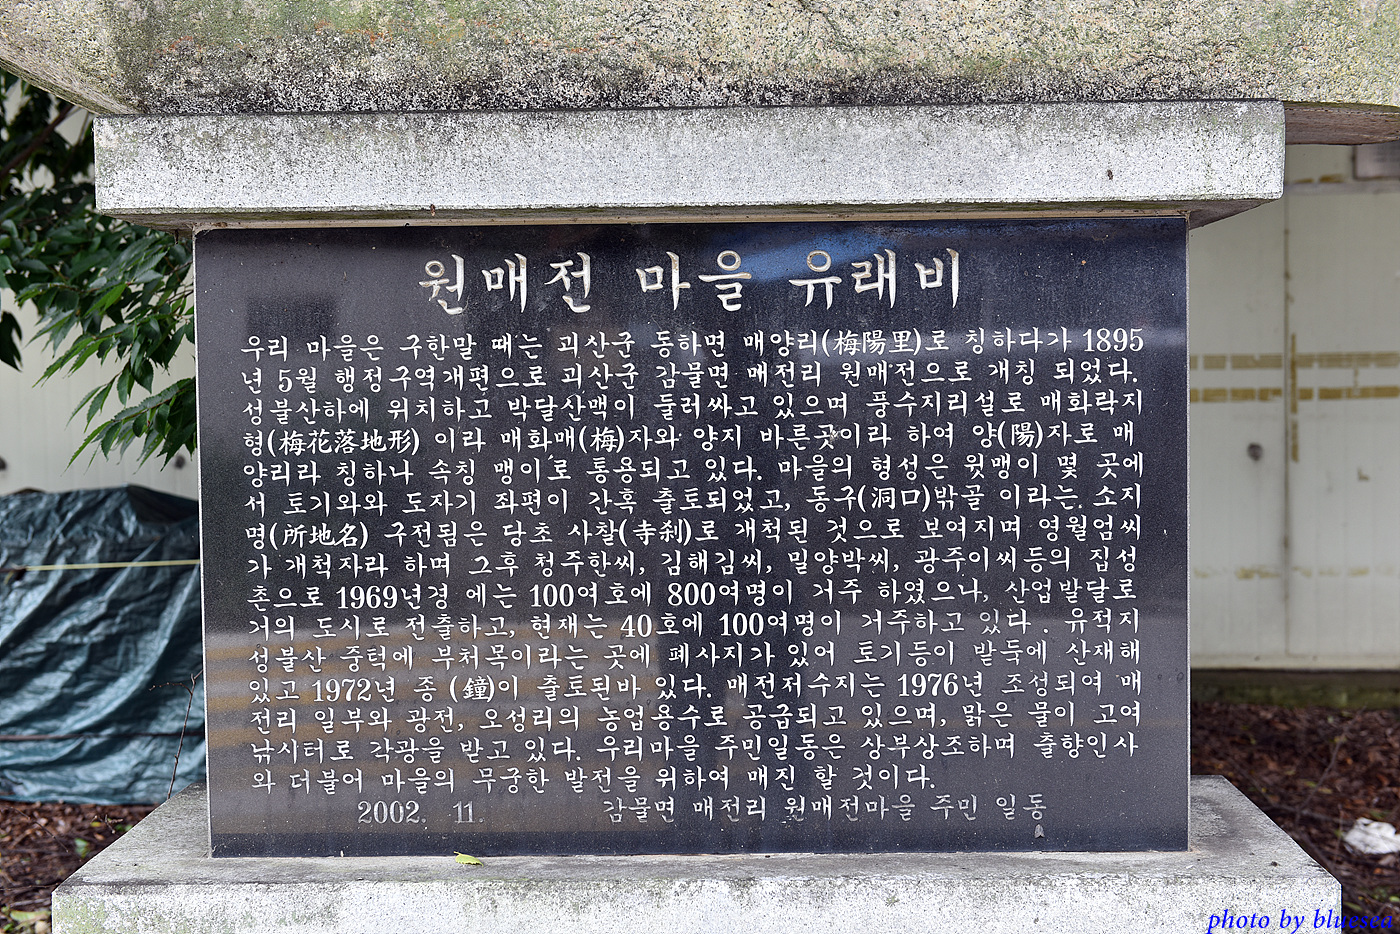 원매전 마을 유래비
우리 마을은 구한말 때는 괴산군 동하면 매양리(梅陽里)로 칭하다가 1895
년 5월 행정구역개편으로 괴산군 감물면 매전리 원매전으로 개칭 되었다.
성불산하에 위치하고 박달산맥이 둘러싸고 있으며 풍수지리설로 매화락지
형(梅花落地形) 이라 매화매(梅)자와 양지 바른곳이라 하여 양(陽)자로 매
양리라 칭하나 속칭 맹이로 통용되고 있다. 마을의 형성은 윗맹이 몇 곳에
서 토기와와 도자기 좌편이 간혹 출토되었고, 동구(洞口)밖골 이라는 소지
명(所地名) 구전됨은 당초 사찰(寺刹)로 개척된 것으로 보여지며 영월엄씨
가 개척자라 하며 그후 청주한씨, 김해김씨, 밀양박씨, 광주이씨등의 집성
촌으로 1969년경 에는 100여호에 800여명이 거주 하였으나, 산업발달로
거의 도시로 전출하고, 현재는 40호에 100여명이 거주하고 있다. 유적지
성불산 중턱에 부처목이라는 곳에 폐사지가 있어 토기등이 밭둑에 산재해
있고 1972년 종(鐘)이 출토된바 있다. 매전저수지는 1976년 조성되여 매
전리 일부와 광전, 오성리의 농업용수로 공급되고 있으며, 맑은 물이 고여
낚시터로 각광을 받고 있다. 우리마을 주민일동은 상부상조하며 출향인사
와 더불어 마을의 무궁한 발전을 위하여 매진 할 것이다.
2002. 11. 감물면 매전리 원매전마을 주민 일동
photo by bluesea